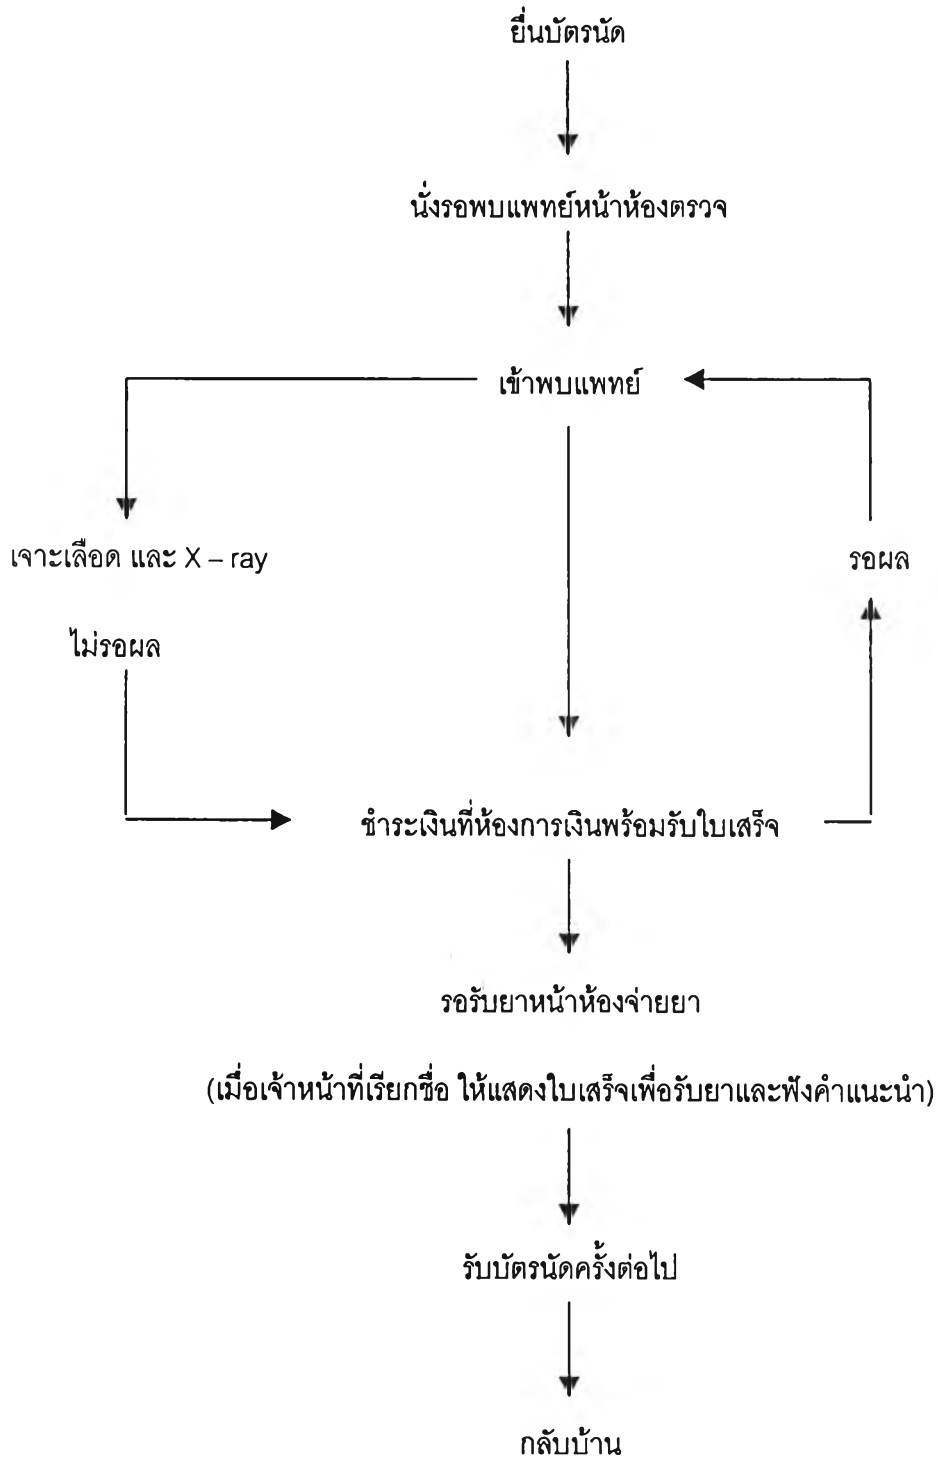 ยื่นบัตรนัด
นั่งรอพบแพทย์หน้าห้องตรวจ
เข้าพบแพทย์
เจาะเลือด และ X – ray
รอผล
ไม่รอผล
ชำระเงินที่ห้องการเงินพร้อมรับใบเสร็จ
รอรับยาหน้าห้องจ่ายยา
(เมื่อเจ้าหน้าที่เรียกชื่อ ให้แสดงใบเสร็จเพื่อรับยาและฟังคำแนะนำ)
รับบัตรนัดครั้งต่อไป
กลับบ้าน